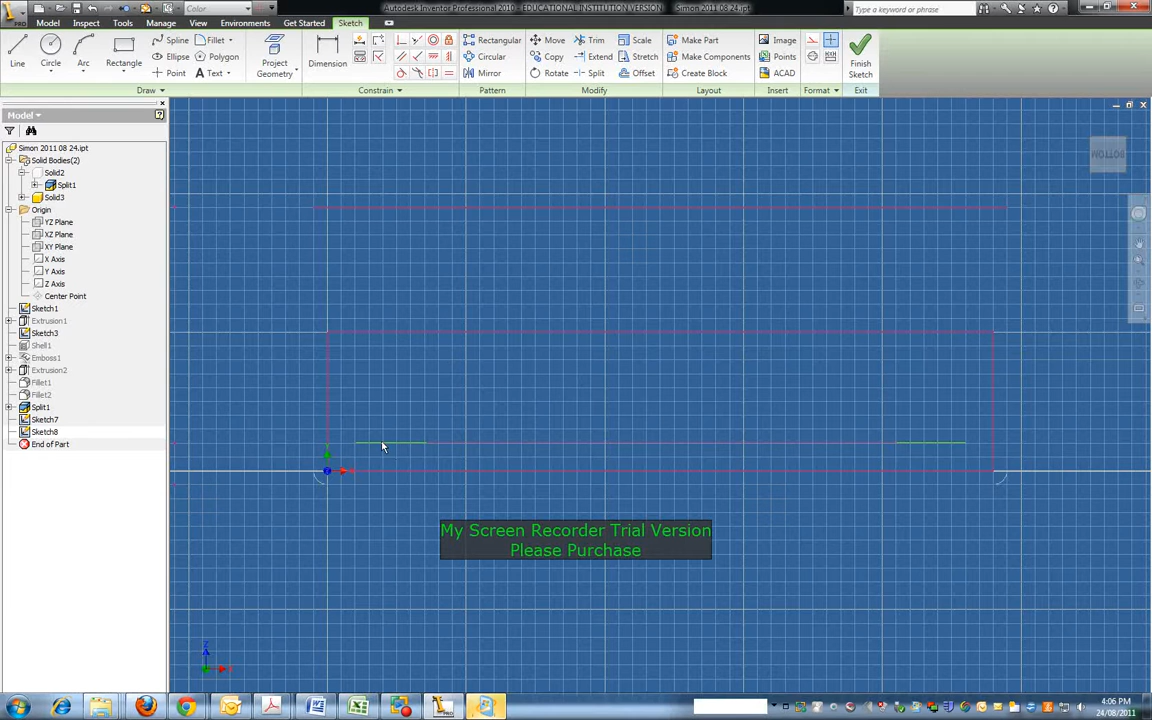 PRO
Color
Autodesk Inventor Professional 2010 - EDUCATIONAL INSTITUTION VERSION Simon 2011 08 24.ipt
Type a keyword or phrase
Model Inspect Tools Manage View Environments Get Started Sketch
Line Circle Arc Rectangle
Spline Fillet
Ellipse Polygon
Point Text
Project Geometry
Dimension
Rectangular
Circular
Mirror
Move Trim Scale
Copy Extend Stretch
Rotate Split Offset
Make Part
Make Components
Create Block
Image
Points
ACAD
Finish Sketch
Draw Constrain Pattern Modify Layout Insert Format Exit
Model
Simon 2011 08 24.ipt
Solid Bodies(2)
Solid2
Split1
Solid3
Origin
YZ Plane
XZ Plane
XY Plane
X Axis
Y Axis
Z Axis
Center Point
Sketch1
Extrusion1
Sketch3
Shell1
Emboss1
Extrusion2
Fillet1
Fillet2
Split1
Sketch7
Sketch8
End of Part
BOTTOM
My Screen Recorder Trial Version
Please Purchase
Z
4:06 PM
24/08/2011